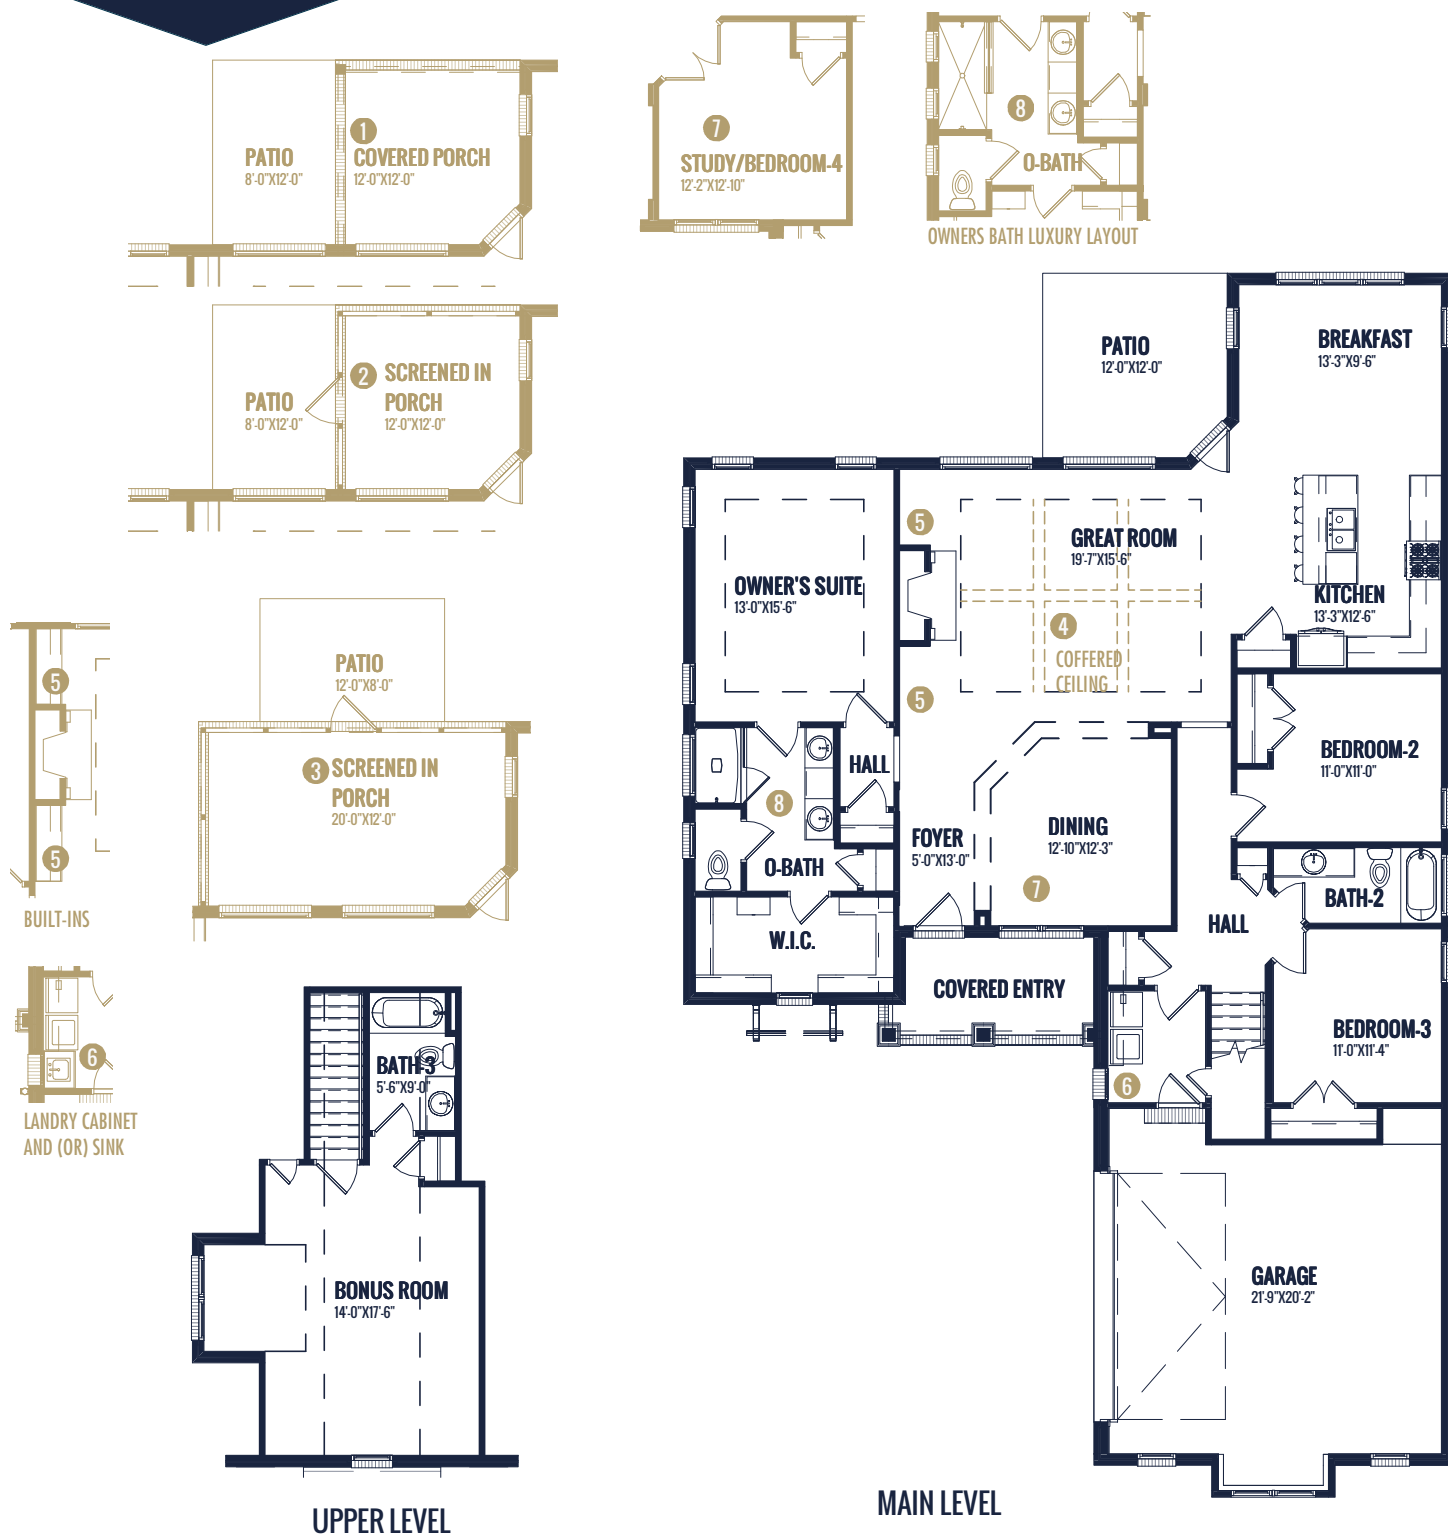 1
PATIO
8'-0"X12'-0"
COVERED PORCH
12'-0"X12'-0"
7
STUDY/BEDROOM-4
12'-2"X12'-10"
8
O-BATH
OWNERS BATH LUXURY LAYOUT
2
SCREENED IN
PORCH
12'-0"X12'-0"
PATIO
8'-0"X12'-0"
PATIO
12'-0"X8'-0"
3
SCREENED IN
PORCH
20'-0"X12'-0"
5
5
BUILT-INS
6
LANDRY CABINET
AND (OR) SINK
BATH-3
5'-6"X9'-0"
BONUS ROOM
14'-0"X17'-6"
UPPER LEVEL
PATIO
12'-0"X12'-0"
BREAKFAST
13'-3"X9'-6"
5
GREAT ROOM
19'-7"X15'-6"
OWNER'S SUITE
13'-0"X15'-6"
KITCHEN
13'-3"X12'-6"
4
COFFERED
CEILING
5
BEDROOM-2
11'-0"X11'-0"
HALL
8
O-BATH
FOYER
5'-0"X13'-0"
DINING
12'-10"X12'-3"
7
BATH-2
HALL
W.I.C.
COVERED ENTRY
BEDROOM-3
11'-0"X11'-4"
6
GARAGE
21'-9"X20'-2"
MAIN LEVEL